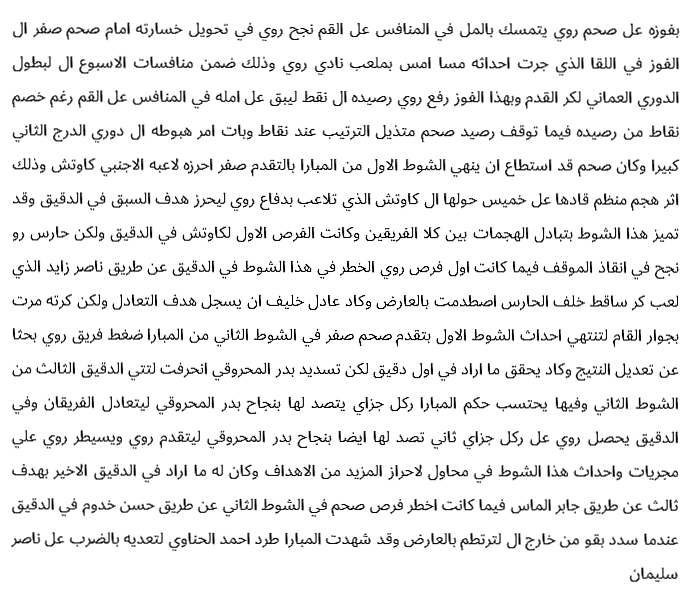 بفوزه عل صحم روي يتمسك بالمل في المنافس عل القم نجح روي في تحويل خسارته امام صحم صفر ال
الفوز في اللقا الذي جرت احداثه مسا امس بملعب نادي روي وذلك ضمن منافسات الاسبوع ال لبطول
الدوري العماني لكر القدم وبهذا الفوز رفع روي رصيده ال نقط ليبق عل امله في المنافس عل القم رغم خصم
نقاط من رصيده فيما توقف رصيد صحم متذيل الترتيب عند نقاط وبات امر هبوطه ال دوري الدرج الثاني
كبيرا وكان صحم قد استطاع ان ينهي الشوط الاول من المبارا بالتقدم صفر احرزه لاعبه الاجنبي كاوتش وذلك
اثر هجم منظم قادها عل خميس حولها ال كاوتش الذي تلاعب بدفاع روي ليحرز هدف السبق في الدقيق وقد
تميز هذا الشوط بتبادل الهجمات بين كلا الفريقين وكانت الفرص الاول لكاوتش في الدقيق ولكن حارس رو
نجح في انقاذ الموقف فيما كانت اول فرص روي الخطر في هذا الشوط في الدقيق عن طريق ناصر زايد الذي
لعب كر ساقط خلف الحارس اصطدمت بالعارض وكاد عادل خليف ان يسجل هدف التعادل ولكن كرته مرت
بجوار القام لتنتهي احداث الشوط الاول بتقدم صحم صفر في الشوط الثاني من المبارا ضغط فريق روي بحثا
عن تعديل النتيج وكاد يحقق ما اراد في اول دقيق لكن تسديد بدر المحروقي انحرفت لتتي الدقيق الثالث من
الشوط الثاني وفيها يحتسب حكم المبارا ركل جزاي يتصد لها بنجاح بدر المحروقي ليتعادل الفريقان وفي
الدقيق يحصل روي عل ركل جزاي ثاني تصد لها ايضا بنجاح بدر المحروقي ليتقدم روي ويسيطر روي علي
مجريات واحداث هذا الشوط في محاول لاحراز المزيد من الاهداف وكان له ما اراد في الدقيق الاخير بهدف
ثالث عن طريق جابر الماس فيما كانت اخطر فرص صحم في الشوط الثاني عن طريق حسن خدوم في الدقيق
عندما سدد بقو من خارج ال لترتطم بالعارض وقد شهدت المبارا طرد احمد الحناوي لتعديه بالضرب عل ناصر
سليمان